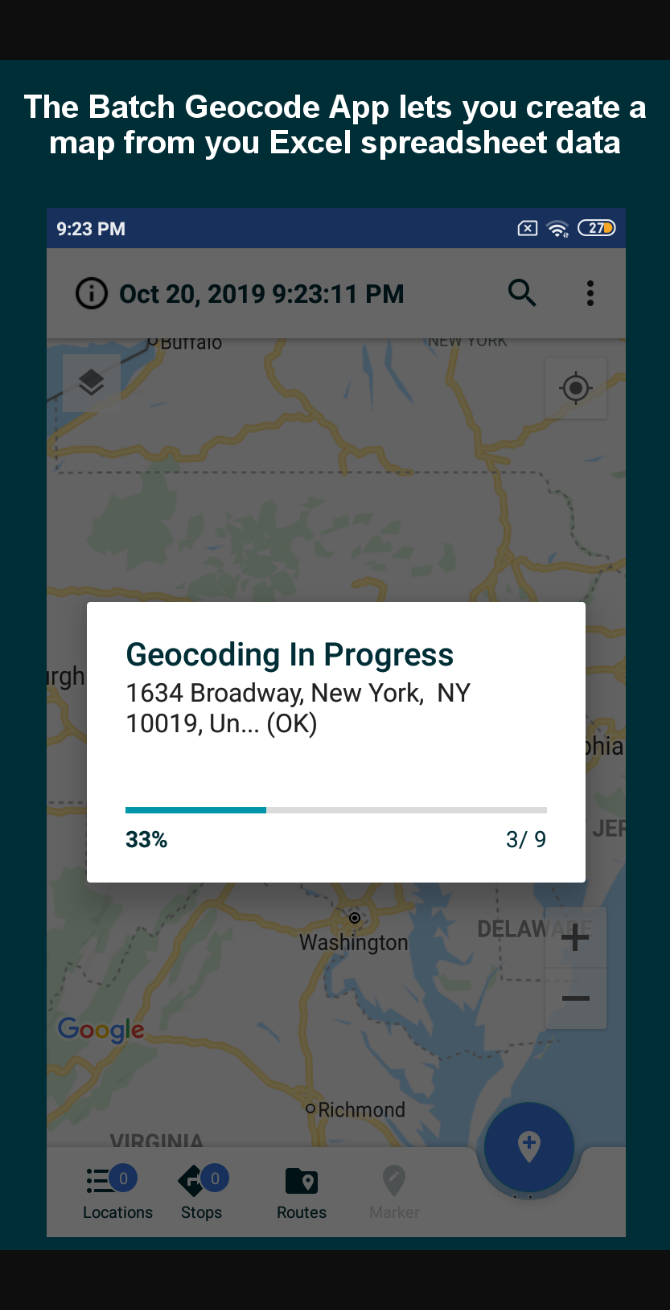 The Batch Geocode App lets you create a
map from you Excel spreadsheet data
9:23 PM
27
Oct 20, 2019 9:23:11 PM
Buffalo
NEW YORK
urgh
Geocoding In Progress
1634 Broadway, New York,  NY
10019, Un... (OK)
33%
3/ 9
phia
JER
Washington
DELAWARE
Google
Richmond
VIRGINIA
0
0
Locations
Stops
Routes
Marker